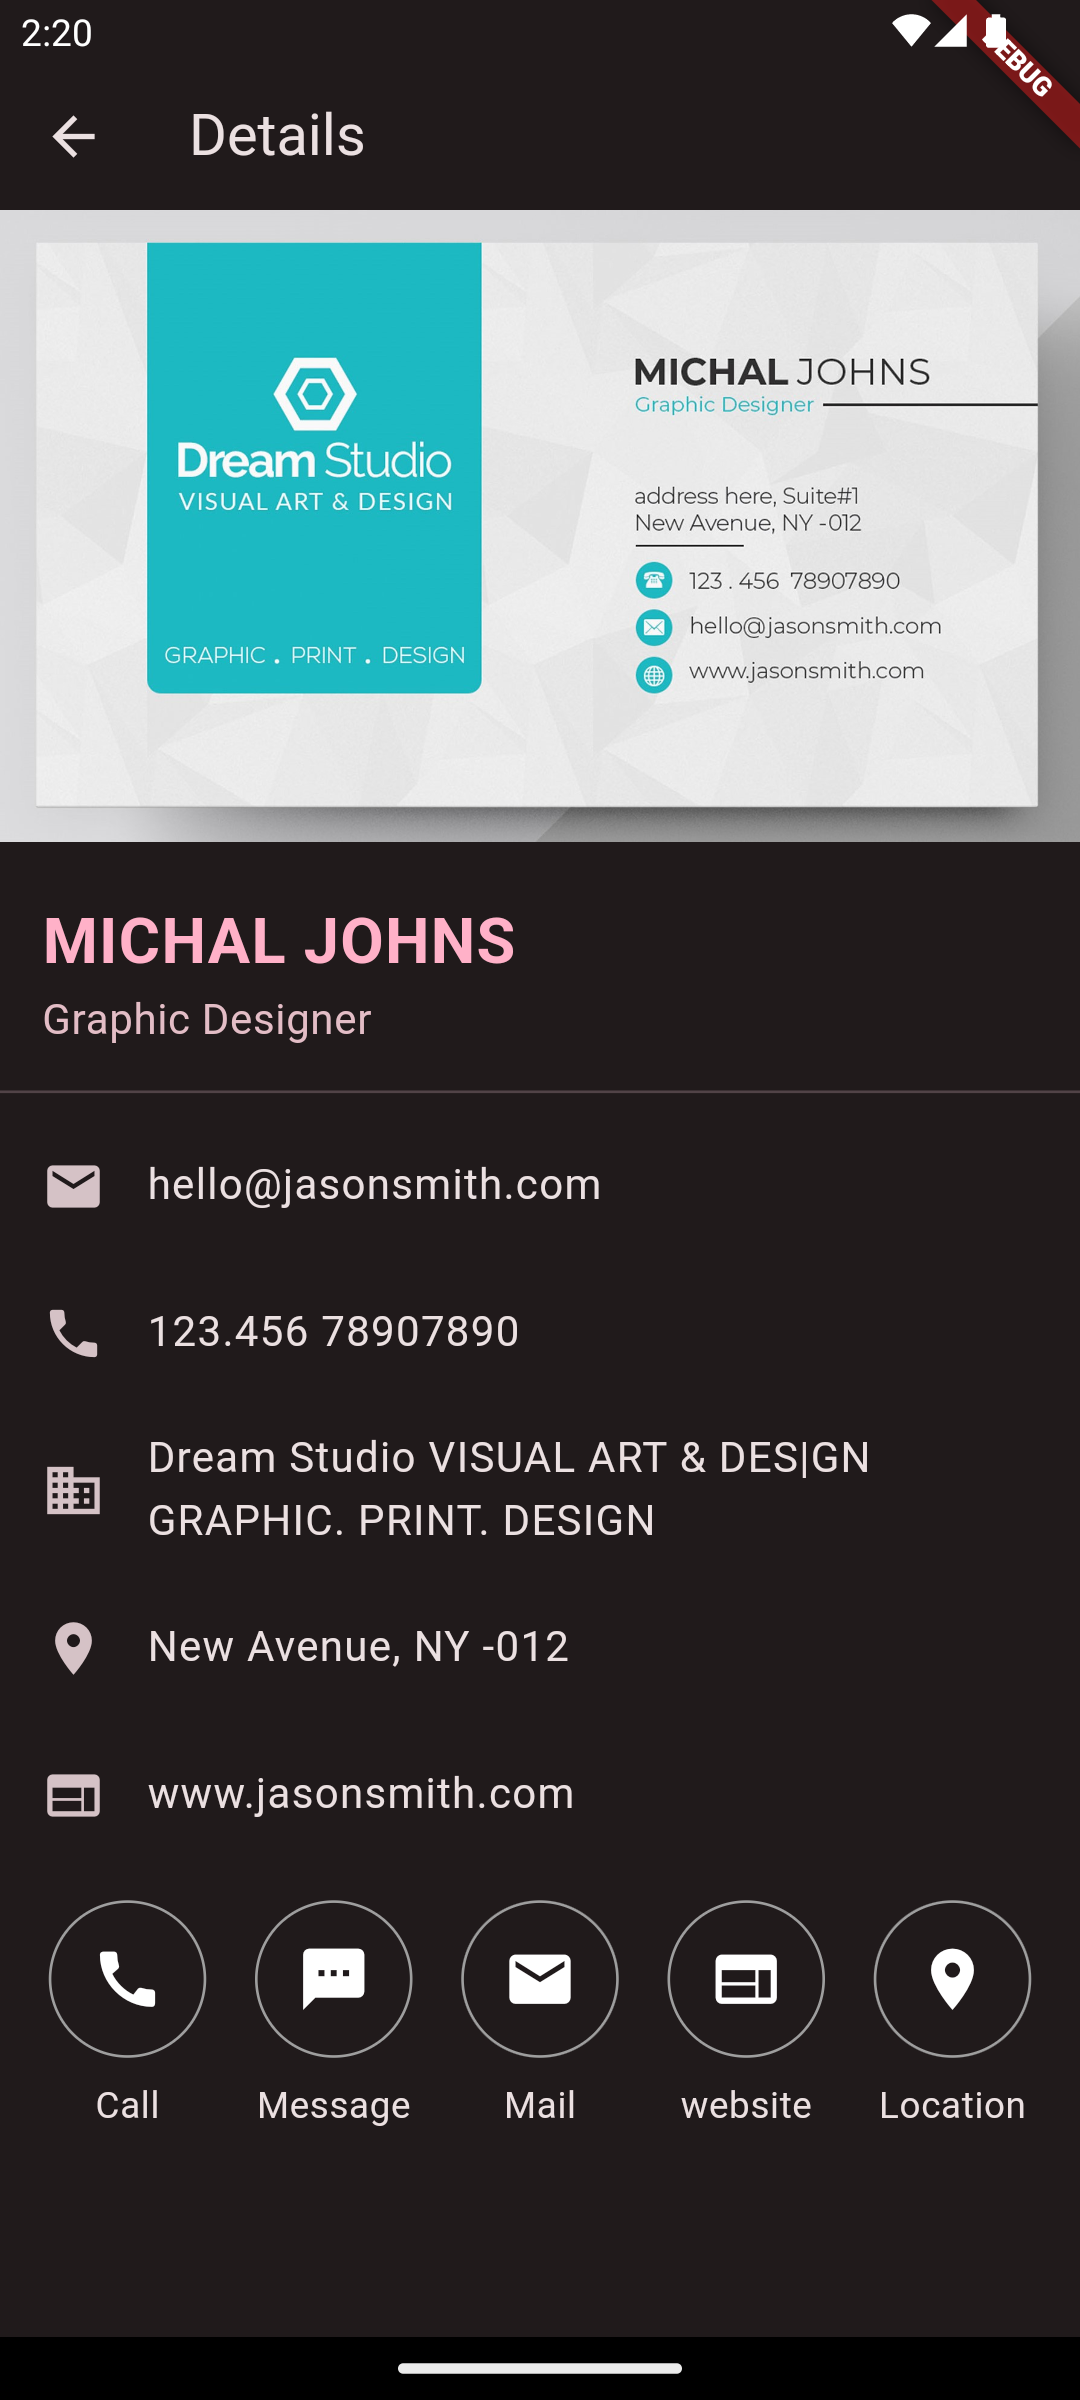 2:20
EBUG
Details
Dream Studio
VISUAL ART & DESIGN
GRAPHIC . PRINT . DESIGN
MICHAL JOHNS
Graphic Designer
address here, Suite#1
New Avenue, NY -012
123 . 456 78907890
hello@jasonsmith.com
www.jasonsmith.com
MICHAL JOHNS
Graphic Designer
hello@jasonsmith.com
123.456 78907890
Dream Studio VISUAL ART & DES|GN
GRAPHIC. PRINT. DESIGN
New Avenue, NY -012
www.jasonsmith.com
Call
Message
Mail
website
Location